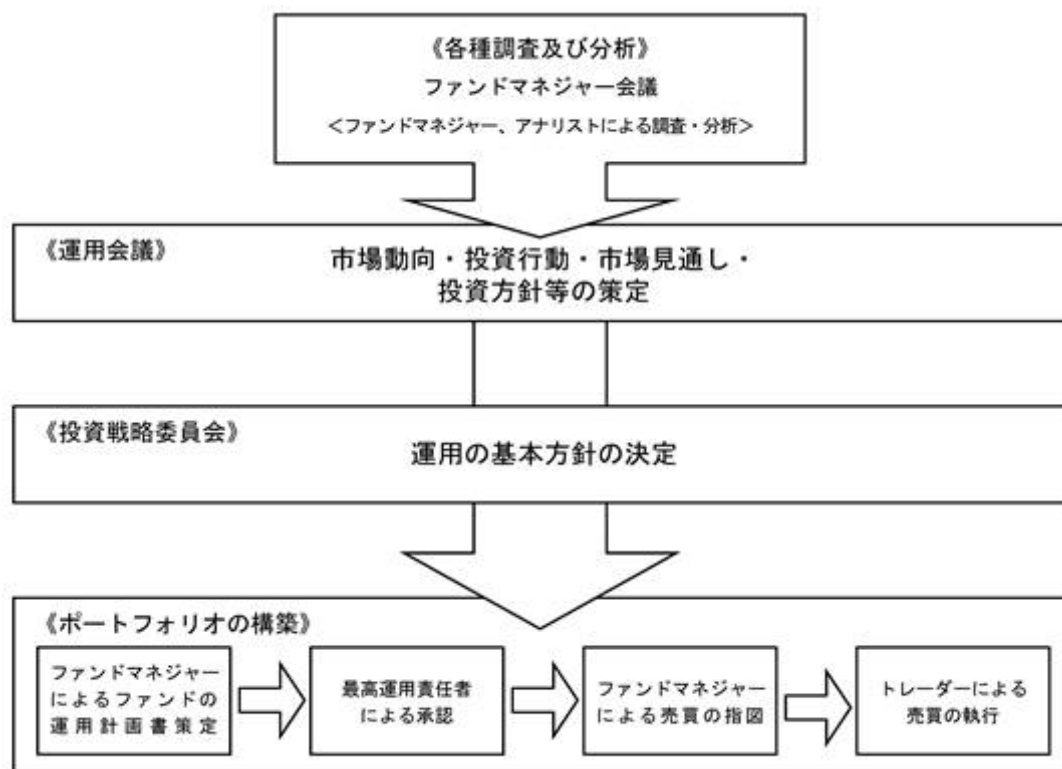 《各種調査及び分析》
ファンドマネジャー会議
＜ファンドマネジャー、アナリストによる調査・分析＞
《運用会議》
市場動向・投資行動・市場見通し・
投資方針等の策定
《投資戦略委員会》
運用の基本方針の決定
《ポートフォリオの構築》
ファンドマネジャー
によるファンドの
運用計画書策定
最高運用責任者
による承認
ファンドマネジャー
による売買の指図
トレーダーによる
売買の執行